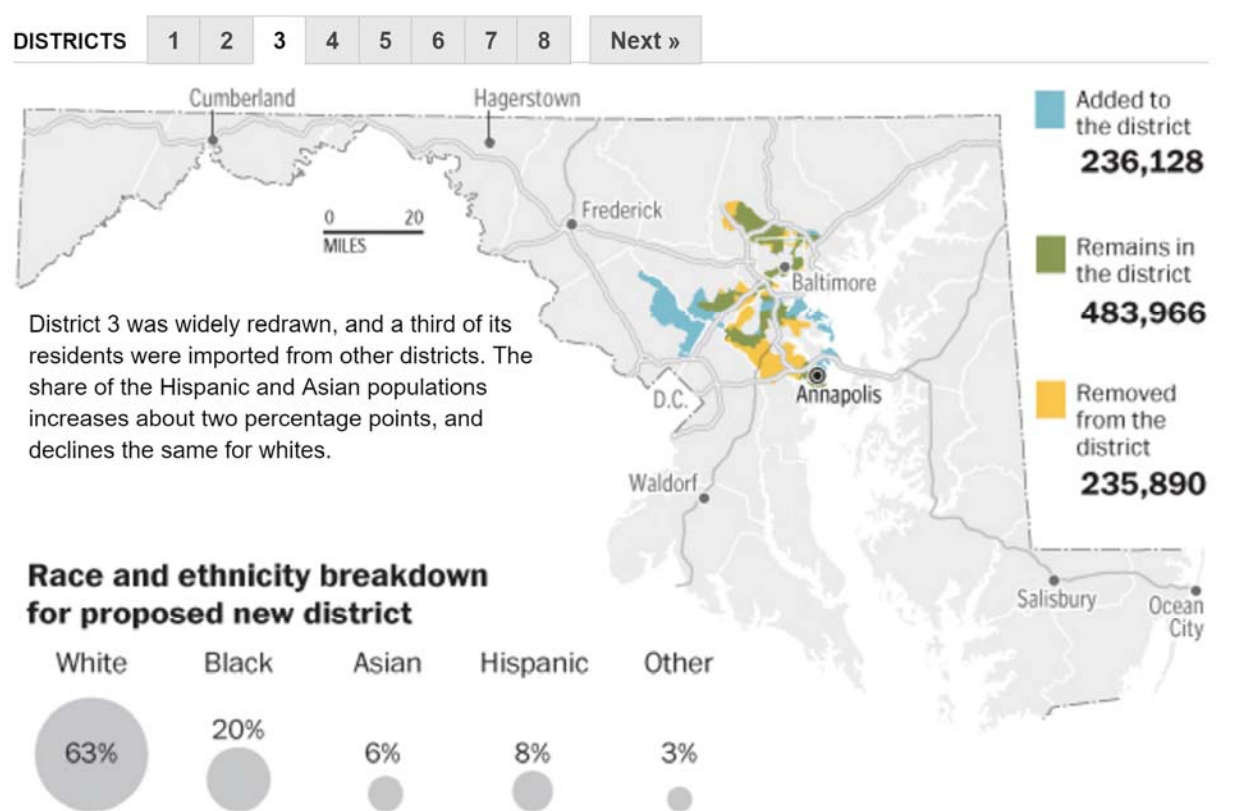 DISTRICTS 1 2 3 4 5 6 7 8 Next »
Cumberland
Hagerstown
Frederick
0 20
MILES
Baltimore
D.C.
Annapolis
Waldorf
Salisbury
Ocean
City
Added to
the district
236,128
Remains in
the district
483,966
Removed
from the
district
235,890
District 3 was widely redrawn, and a third of its
residents were imported from other districts. The
share of the Hispanic and Asian populations
increases about two percentage points, and
declines the same for whites.
Race and ethnicity breakdown
for proposed new district
White Black Asian Hispanic Other
63% 20% 6% 8% 3%